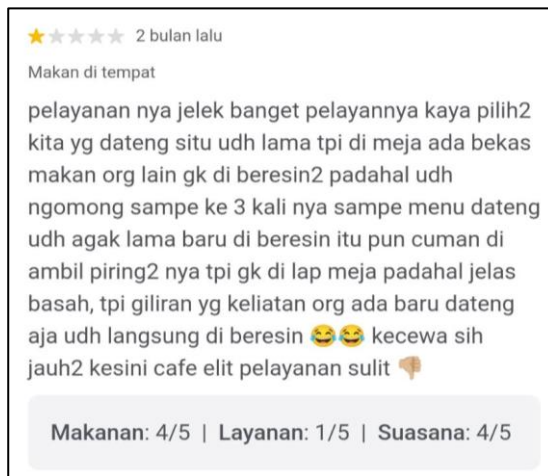 2 bulan lalu
Makan di tempat
pelayanan nya jelek banget pelayannya kaya pilih2
kita yg dateng situ udh lama tpi di meja ada bekas
makan org lain gk di beresin2 padahal udh
ngomong sampe ke 3 kali nya sampe menu dateng
udh agak lama baru di beresin itu pun cuman di
ambil piring2 nya tpi gk di lap meja padahal jelas
basah, tpi giliran yg keliatan org ada baru dateng
aja udh langsung di beresin 😂😂 kecewa sih
jauh2 kesini cafe elit pelayanan sulit 👎🏼
Makanan: 4/5 | Layanan: 1/5 | Suasana: 4/5